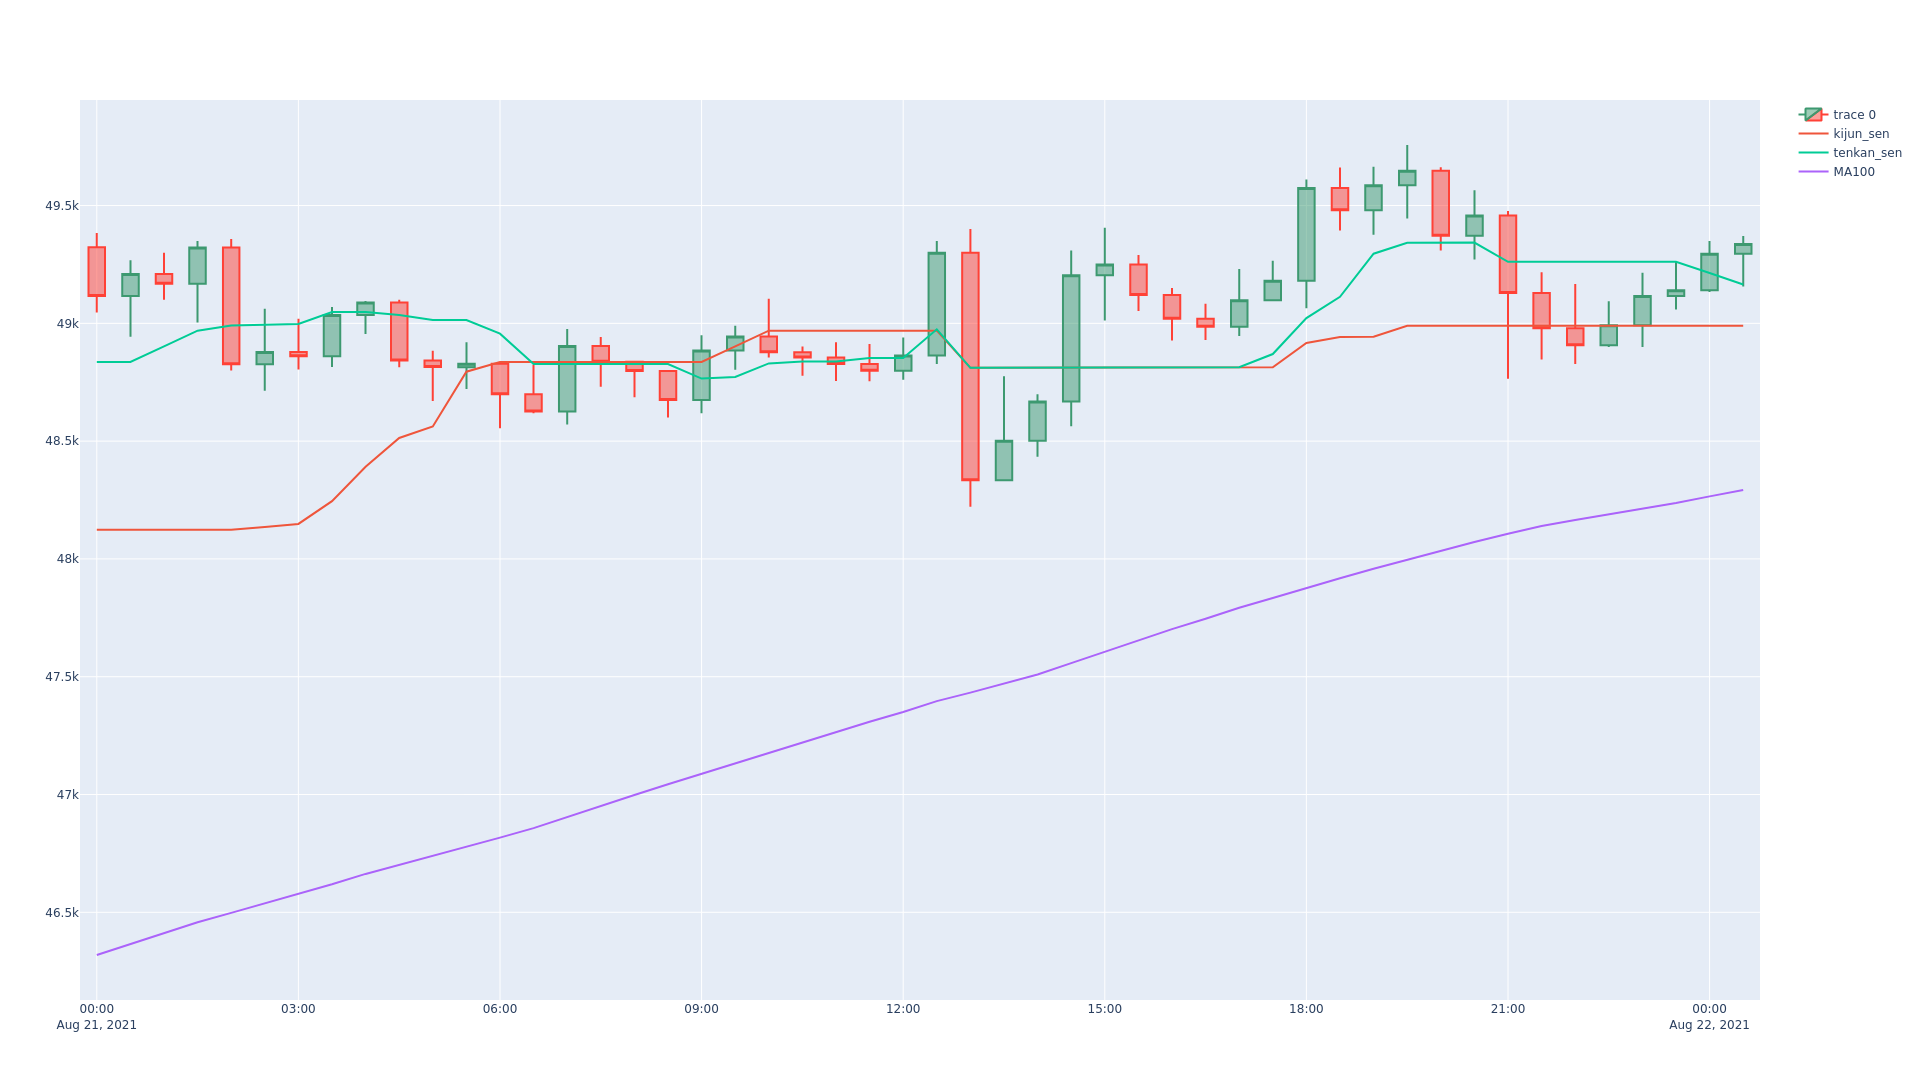 trace 0
kijun_sen
tenkan_sen
MA100
49.5k
49k
48.5k
48k
47.5k
47k
46.5k
00:00 03:00 06:00 09:00 12:00 15:00 18:00 21:00 00:00
Aug 21, 2021 Aug 22, 2021